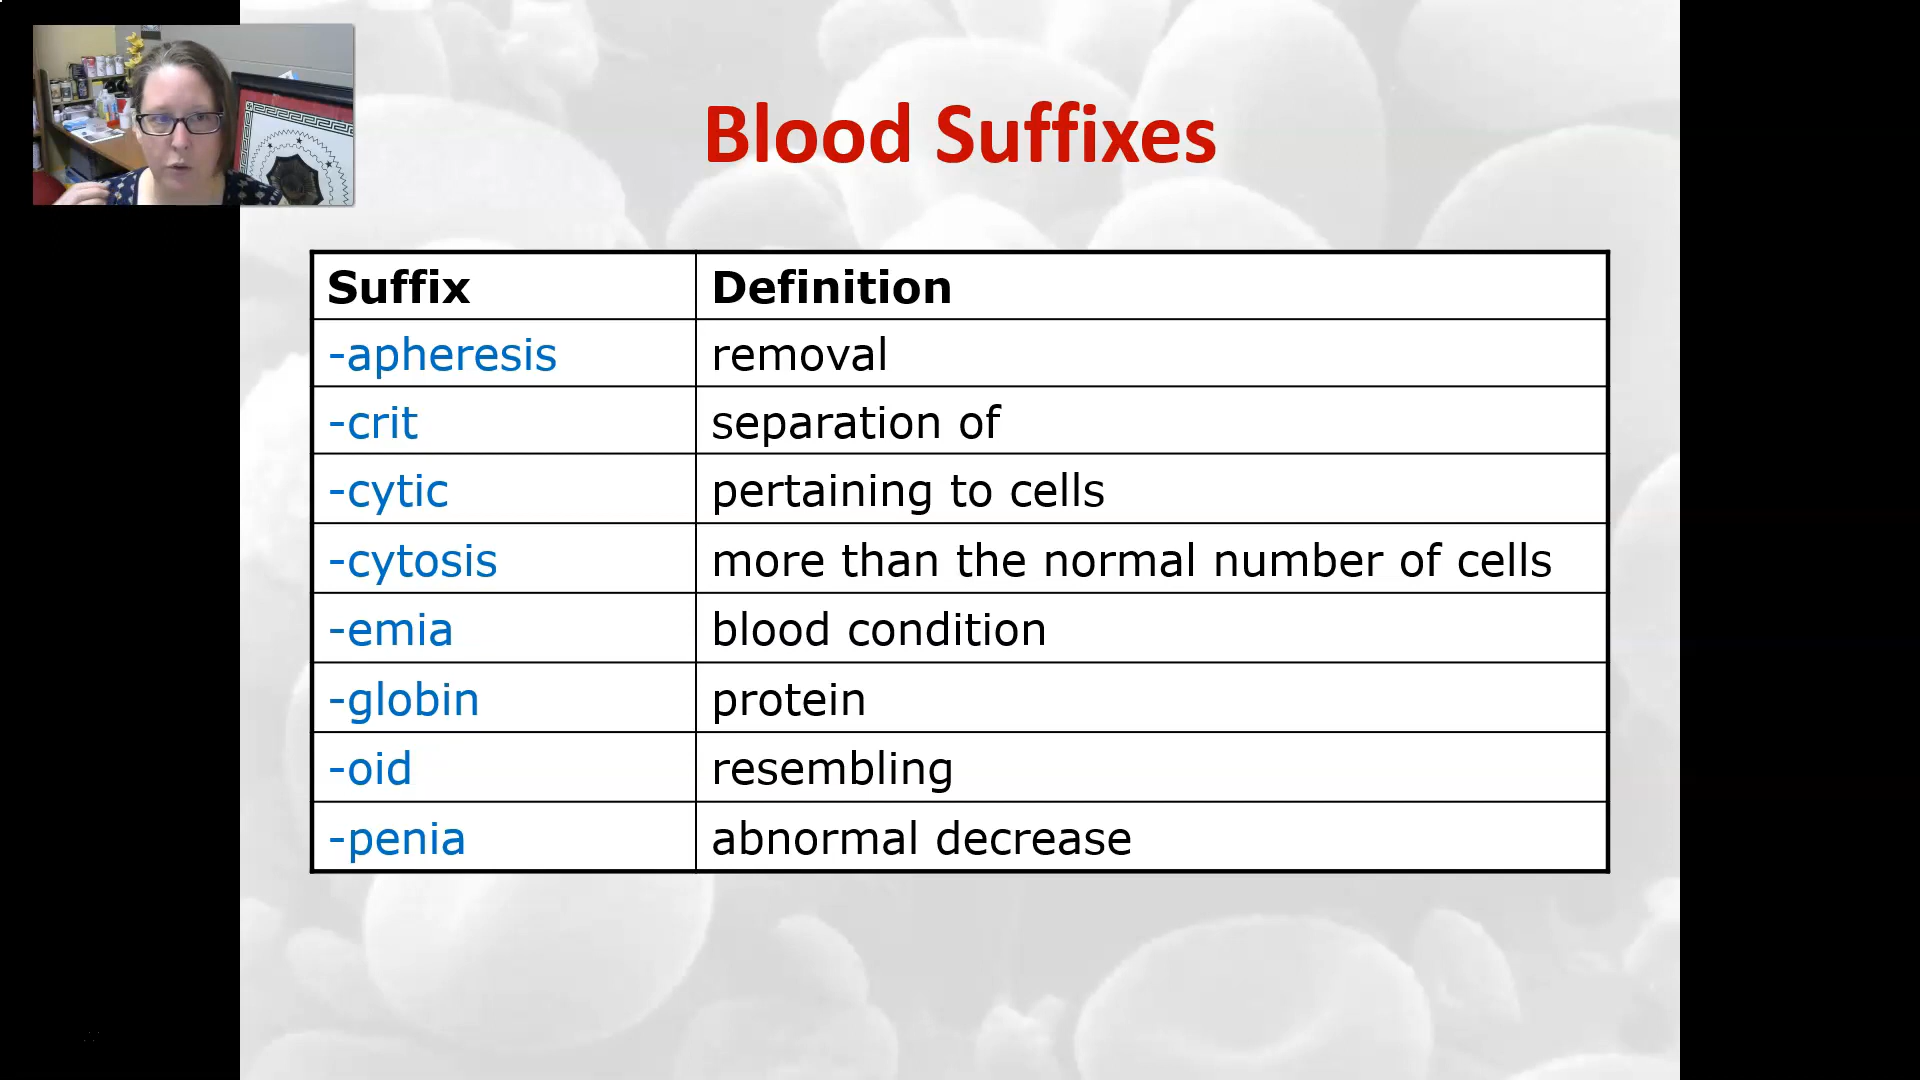 Blood Suffixes
Suffix Definition
-apheresis removal
-crit separation of
-cytic pertaining to cells
-cytosis more than the normal number of cells
-emia blood condition
-globin protein
-oid resembling
-penia abnormal decrease